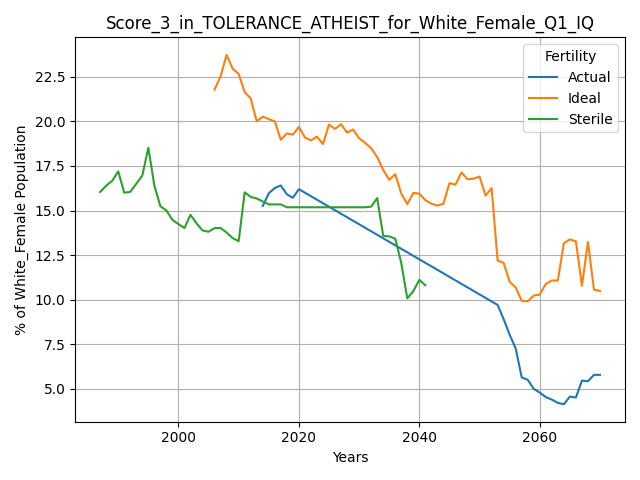 Score_3_in_TOLERANCE_ATHEIST_for_White_Female_Q1_IQ
Fertility
Actual
Ideal
Sterile
% of White_Female Population
22.5
20.0
17.5
15.0
12.5
10.0
7.5
5.0
2000
2020
2040
2060
Years